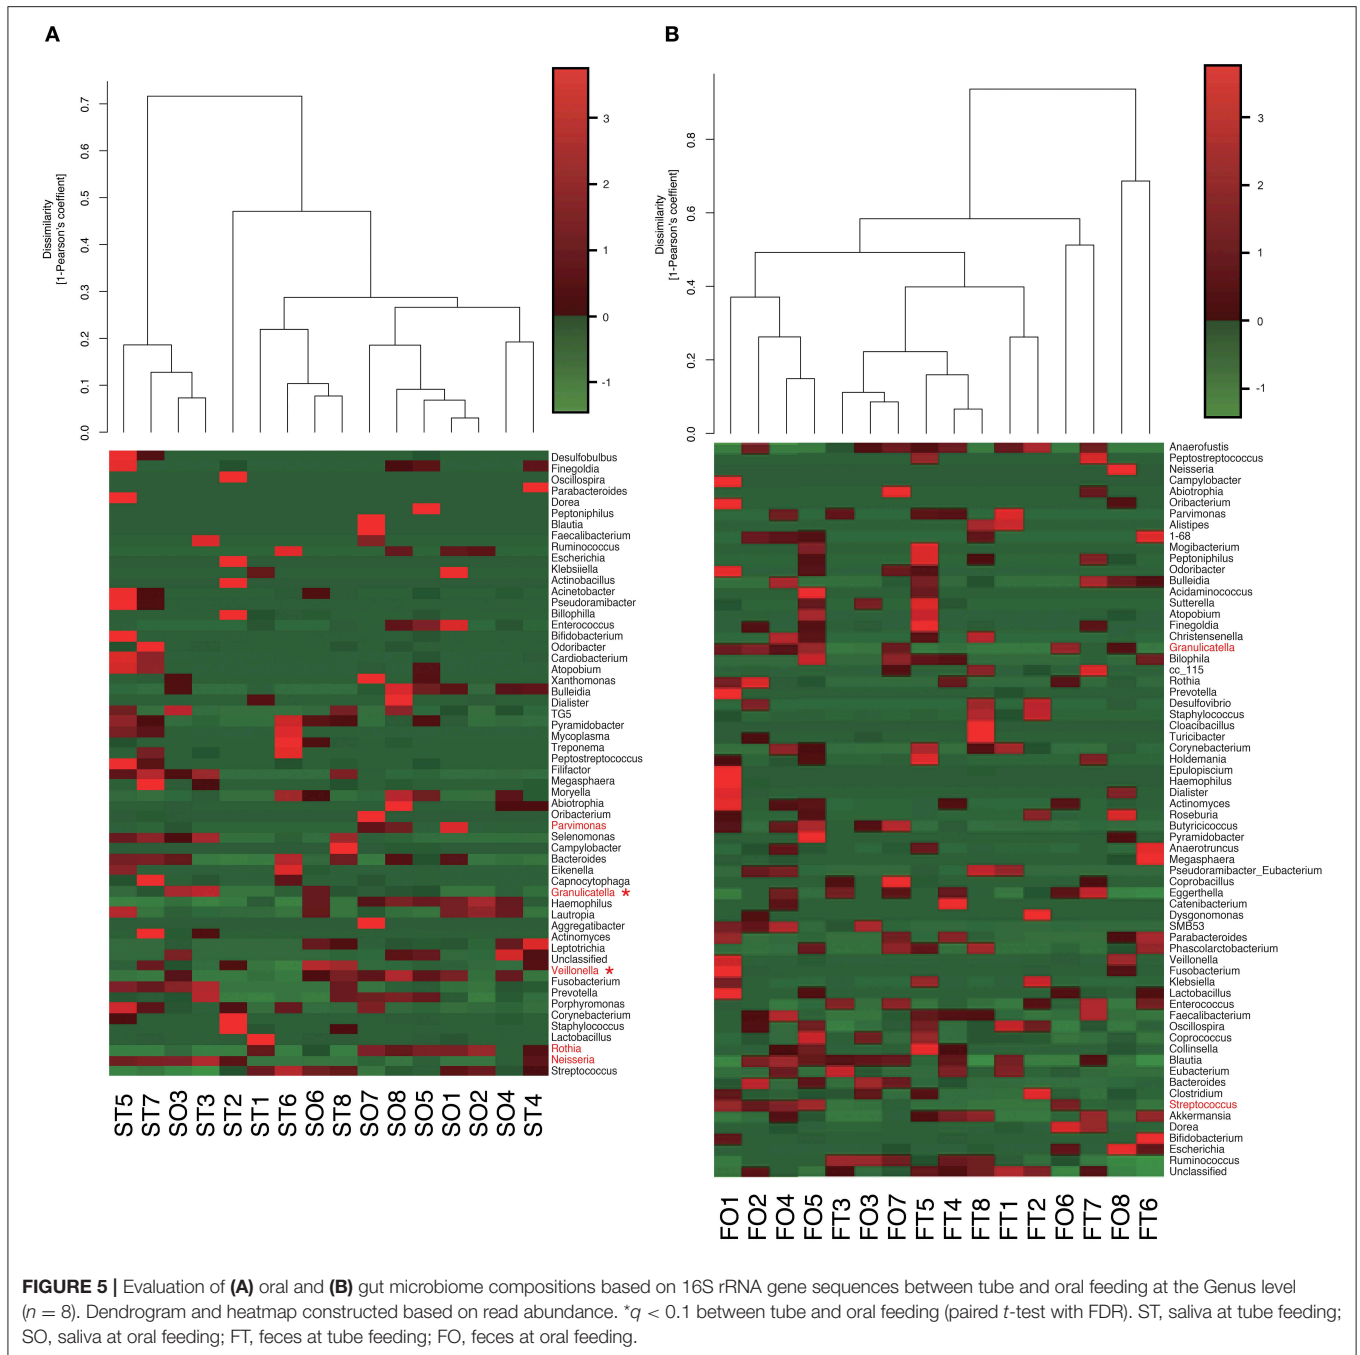 A
B
0.7
0.6
0.5
0.4
0.3
0.2
0.1
0.0
Dissimilarity
[1-Pearson's coeffient]
3
2
1
0
-1
0.8
0.6
0.4
0.2
0.0
Dissimilarity
[1-Pearson's coeffient]
3
2
1
0
-1
Desulfobulbus
Finegoldia
Oscillospira
Parabacteroides
Dorea
Peptoniphilus
Blautia
Faecalibacterium
Ruminococcus
Escherichia
Klebsiiella
Actinobacillus
Acinetobacter
Pseudoramibacter
Billophilla
Enterococcus
Bifidobacterium
Odoribacter
Cardiobacterium
Atopobium
Xanthomonas
Bulleidia
Dialister
TG5
Pyramidobacter
Mycoplasma
Treponema
Peptostreptococcus
Filifactor
Megasphaera
Moryella
Abiotrophia
Oribacterium
Parvimonas
Selenomonas
Campylobacter
Bacteroides
Eikenella
Capnocytophaga
Granulicatella *
Haemophilus
Lautropia
Aggregatibacter
Actinomyces
Leptotrichia
Unclassified
Veillonella *
Fusobacterium
Prevotella
Porphyromonas
Corynebacterium
Staphylococcus
Lactobacillus
Rothia
Neisseria
Streptococcus
ST5 ST7 SO3 ST3 ST2 ST1 ST6 SO6 ST8 SO7 SO8 SO5 SO1 SO2 SO4 ST4
Anaerofustis
Peptostreptococcus
Neisseria
Campylobacter
Abiotrophia
Oribacterium
Parvimonas
Alistipes
1-68
Mogibacterium
Peptoniphilus
Odoribacter
Bulleidia
Acidaminococcus
Sutterella
Atopobium
Finegoldia
Christensenella
Granulicatella
Bilophila
cc_115
Rothia
Prevotella
Desulfovibrio
Staphylococcus
Cloacibacillus
Turicibacter
Corynebacterium
Holdemania
Epulopiscium
Haemophilus
Dialister
Actinomyces
Roseburia
Butyricicoccus
Pyramidobacter
Anaerotruncus
Megasphaera
Pseudoramibacter_Eubacterium
Coprobacillus
Eggerthella
Catenibacterium
Dysgonomonas
SMB53
Parabacteroides
Phascolarctobacterium
Veillonella
Fusobacterium
Klebsiella
Lactobacillus
Enterococcus
Faecalibacterium
Oscillospira
Coprococcus
Collinsella
Blautia
Eubacterium
Bacteroides
Clostridium
Streptococcus
Akkermansia
Dorea
Bifidobacterium
Escherichia
Ruminococcus
Unclassified
FO1 FO2 FO4 FO5 FT3 FO3 FO7 FT5 FT4 FT8 FT1 FT2 FO6 FT7 FO8 FT6
FIGURE 5 | Evaluation of (A) oral and (B) gut microbiome compositions based on 16S rRNA gene sequences between tube and oral feeding at the Genus level
(n = 8). Dendrogram and heatmap constructed based on read abundance. *q < 0.1 between tube and oral feeding (paired t-test with FDR). ST, saliva at tube feeding;
SO, saliva at oral feeding; FT, feces at tube feeding; FO, feces at oral feeding.